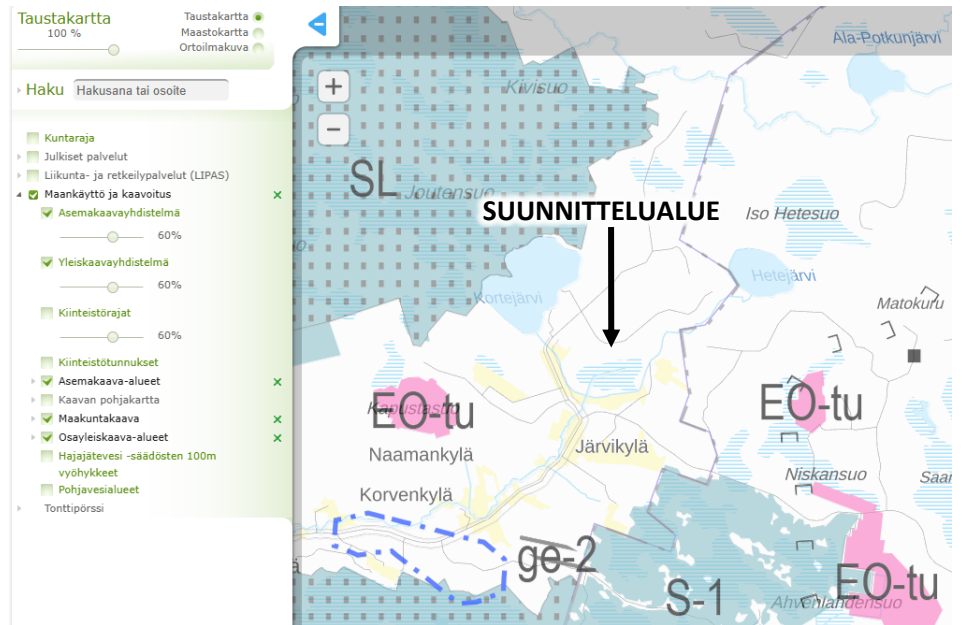 Taustakartta
100 %
Taustakartta
Maastokartta
Ortoilmakuva
Haku
Hakusana tai osoite
Kuntaraja
Julkiset palvelut
Liikunta- ja retkeilypalvelut (LIPAS)
Maankäyttö ja kaavoitus
Asemakaavayhdistelmä
60%
Yleiskaavayhdistelmä
60%
Kiinteistörajat
60%
Kiinteistötunnukset
Asemakaava-alueet
Kaavan pohjakartta
Maakuntakaava
Osayleiskaava-alueet
Hajajätevesi -säädösten 100m
vyöhykkeet
Pohjavesialueet
Tonttipörssi
+
−
Ala-Potkunjärvi
Kivisuo
SL
Joutensuo
SUUNNITTELUALUE
Iso Hetesuo
Hetejärvi
Kortejärvi
Matokuru
EO-tu
Kapustasuo
EO-tu
Naamankylä
Järvikylä
Niskansuo
Saar
Korvenkylä
ä
ge-2
S-1
EO-tu
Ahvenlahdensuo